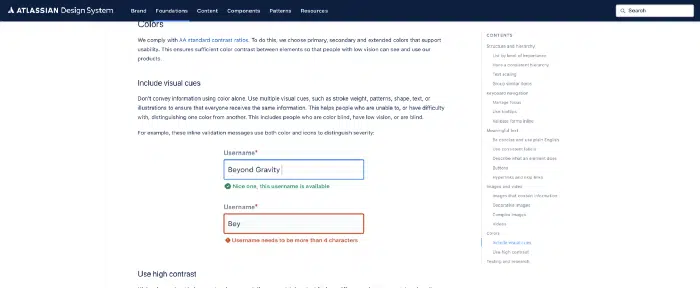 ATLASSIAN Design System
Brand
Foundations
Content
Components
Patterns
Resources
Search
Colors
We comply with AA standard contrast ratios. To do this, we choose primary, secondary and extended colors that support
usability. This ensures sufficient color contrast between elements so that people with low vision can see and use our
products.
Include visual cues
Don't convey information using color alone. Use multiple visual cues, such as stroke weight, patterns, shape, text, or
illustrations to ensure that everyone receives the same information. This helps people who are unable to, or have difficulty
with, distinguishing one color from another. This includes people who are color blind, have low vision, or are blind.
For example, these inline validation messages use both color and icons to distinguish severity:
Username*
Beyond Gravity
Nice one, this username is available
Username*
Bey
Username needs to be more than 4 characters
Use high contrast
CONTENTS
Structure and hierarchy
List by level of importance
Have a consistent hierarchy
Text scaling
Group similar items
Keyboard navigation
Manage focus
Use tooltips
Validate forms inline
Meaningful text
Be concise and use plain English
Use consistent labels
Describe what an element does
Buttons
Hyperlinks and help links
Images and video
Images that contain information
Decorative images
Complex images
Videos
Colors
Include visual cues
Use high contrast
Testing and research